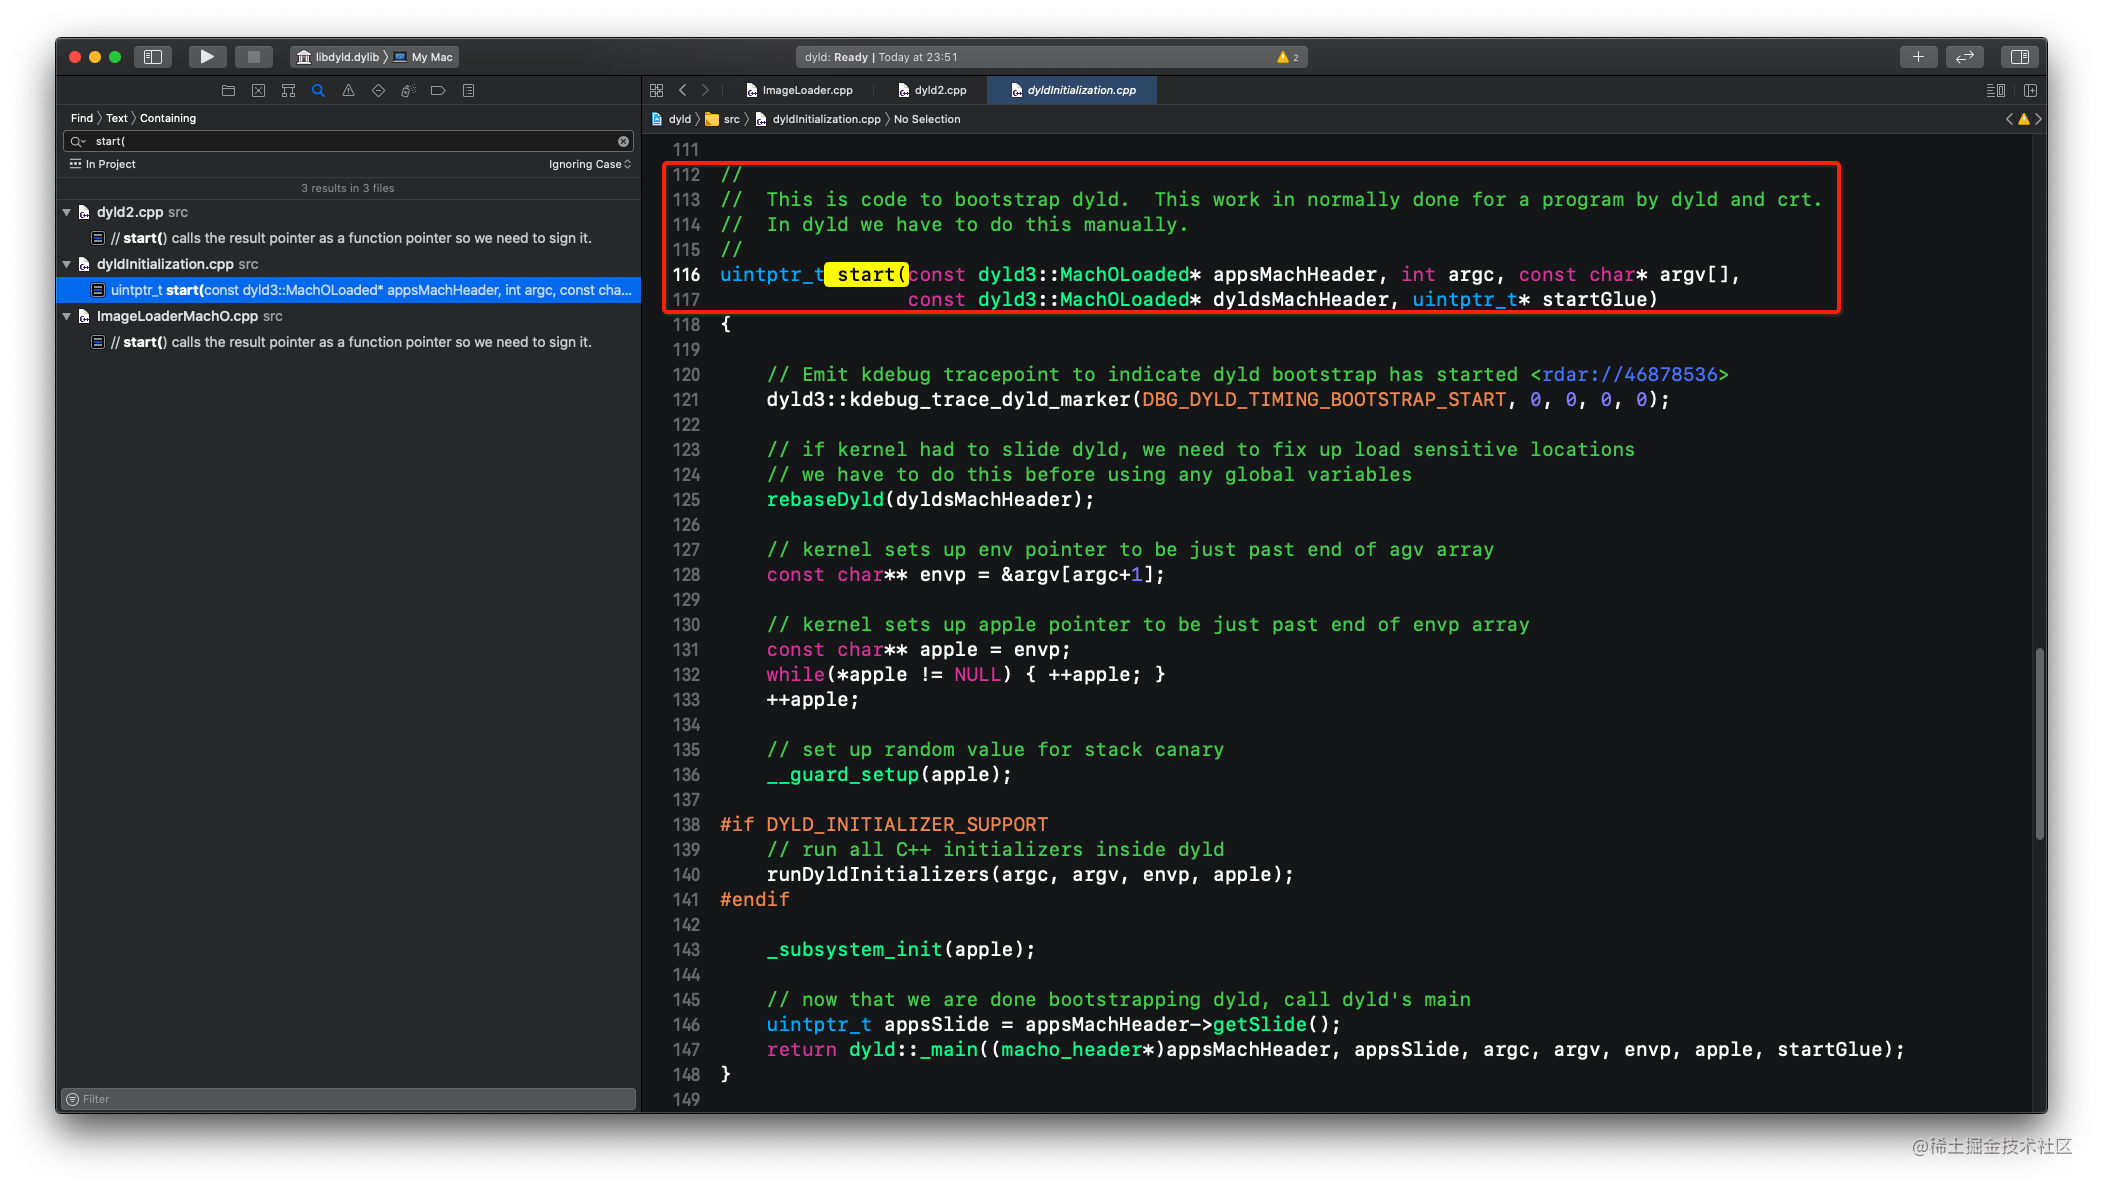 libdyld.dylib 〉 My Mac
dyld: Ready | Today at 23:51
2
ImageLoader.cpp
dyld2.cpp
dyldInitialization.cpp
Find 〉 Text 〉 Containing
dyld 〉 src 〉 dyldInitialization.cpp 〉 No Selection
start(
In Project
Ignoring Case
3 results in 3 files
dyld2.cpp src
// start() calls the result pointer as a function pointer so we need to sign it.
dyldInitialization.cpp src
uintptr_t start(const dyld3::MachOLoaded* appsMachHeader, int argc, const cha...
ImageLoaderMachO.cpp src
// start() calls the result pointer as a function pointer so we need to sign it.
Filter
111
112 //
113 //  This is code to bootstrap dyld.  This work in normally done for a program by dyld and crt.
114 //  In dyld we have to do this manually.
115 //
116 uintptr_t start(const dyld3::MachOLoaded* appsMachHeader, int argc, const char* argv[],
117                 const dyld3::MachOLoaded* dyldsMachHeader, uintptr_t* startGlue)
118 {
119
120     // Emit kdebug tracepoint to indicate dyld bootstrap has started <rdar://46878536>
121     dyld3::kdebug_trace_dyld_marker(DBG_DYLD_TIMING_BOOTSTRAP_START, 0, 0, 0, 0);
122
123     // if kernel had to slide dyld, we need to fix up load sensitive locations
124     // we have to do this before using any global variables
125     rebaseDyld(dyldsMachHeader);
126
127     // kernel sets up env pointer to be just past end of agv array
128     const char** envp = &argv[argc+1];
129
130     // kernel sets up apple pointer to be just past end of envp array
131     const char** apple = envp;
132     while(*apple != NULL) { ++apple; }
133     ++apple;
134
135     // set up random value for stack canary
136     __guard_setup(apple);
137
138 #if DYLD_INITIALIZER_SUPPORT
139     // run all C++ initializers inside dyld
140     runDyldInitializers(argc, argv, envp, apple);
141 #endif
142
143     _subsystem_init(apple);
144
145     // now that we are done bootstrapping dyld, call dyld's main
146     uintptr_t appsSlide = appsMachHeader->getSlide();
147     return dyld::_main((macho_header*)appsMachHeader, appsSlide, argc, argv, envp, apple, startGlue);
148 }
149
@稀土掘金技术社区